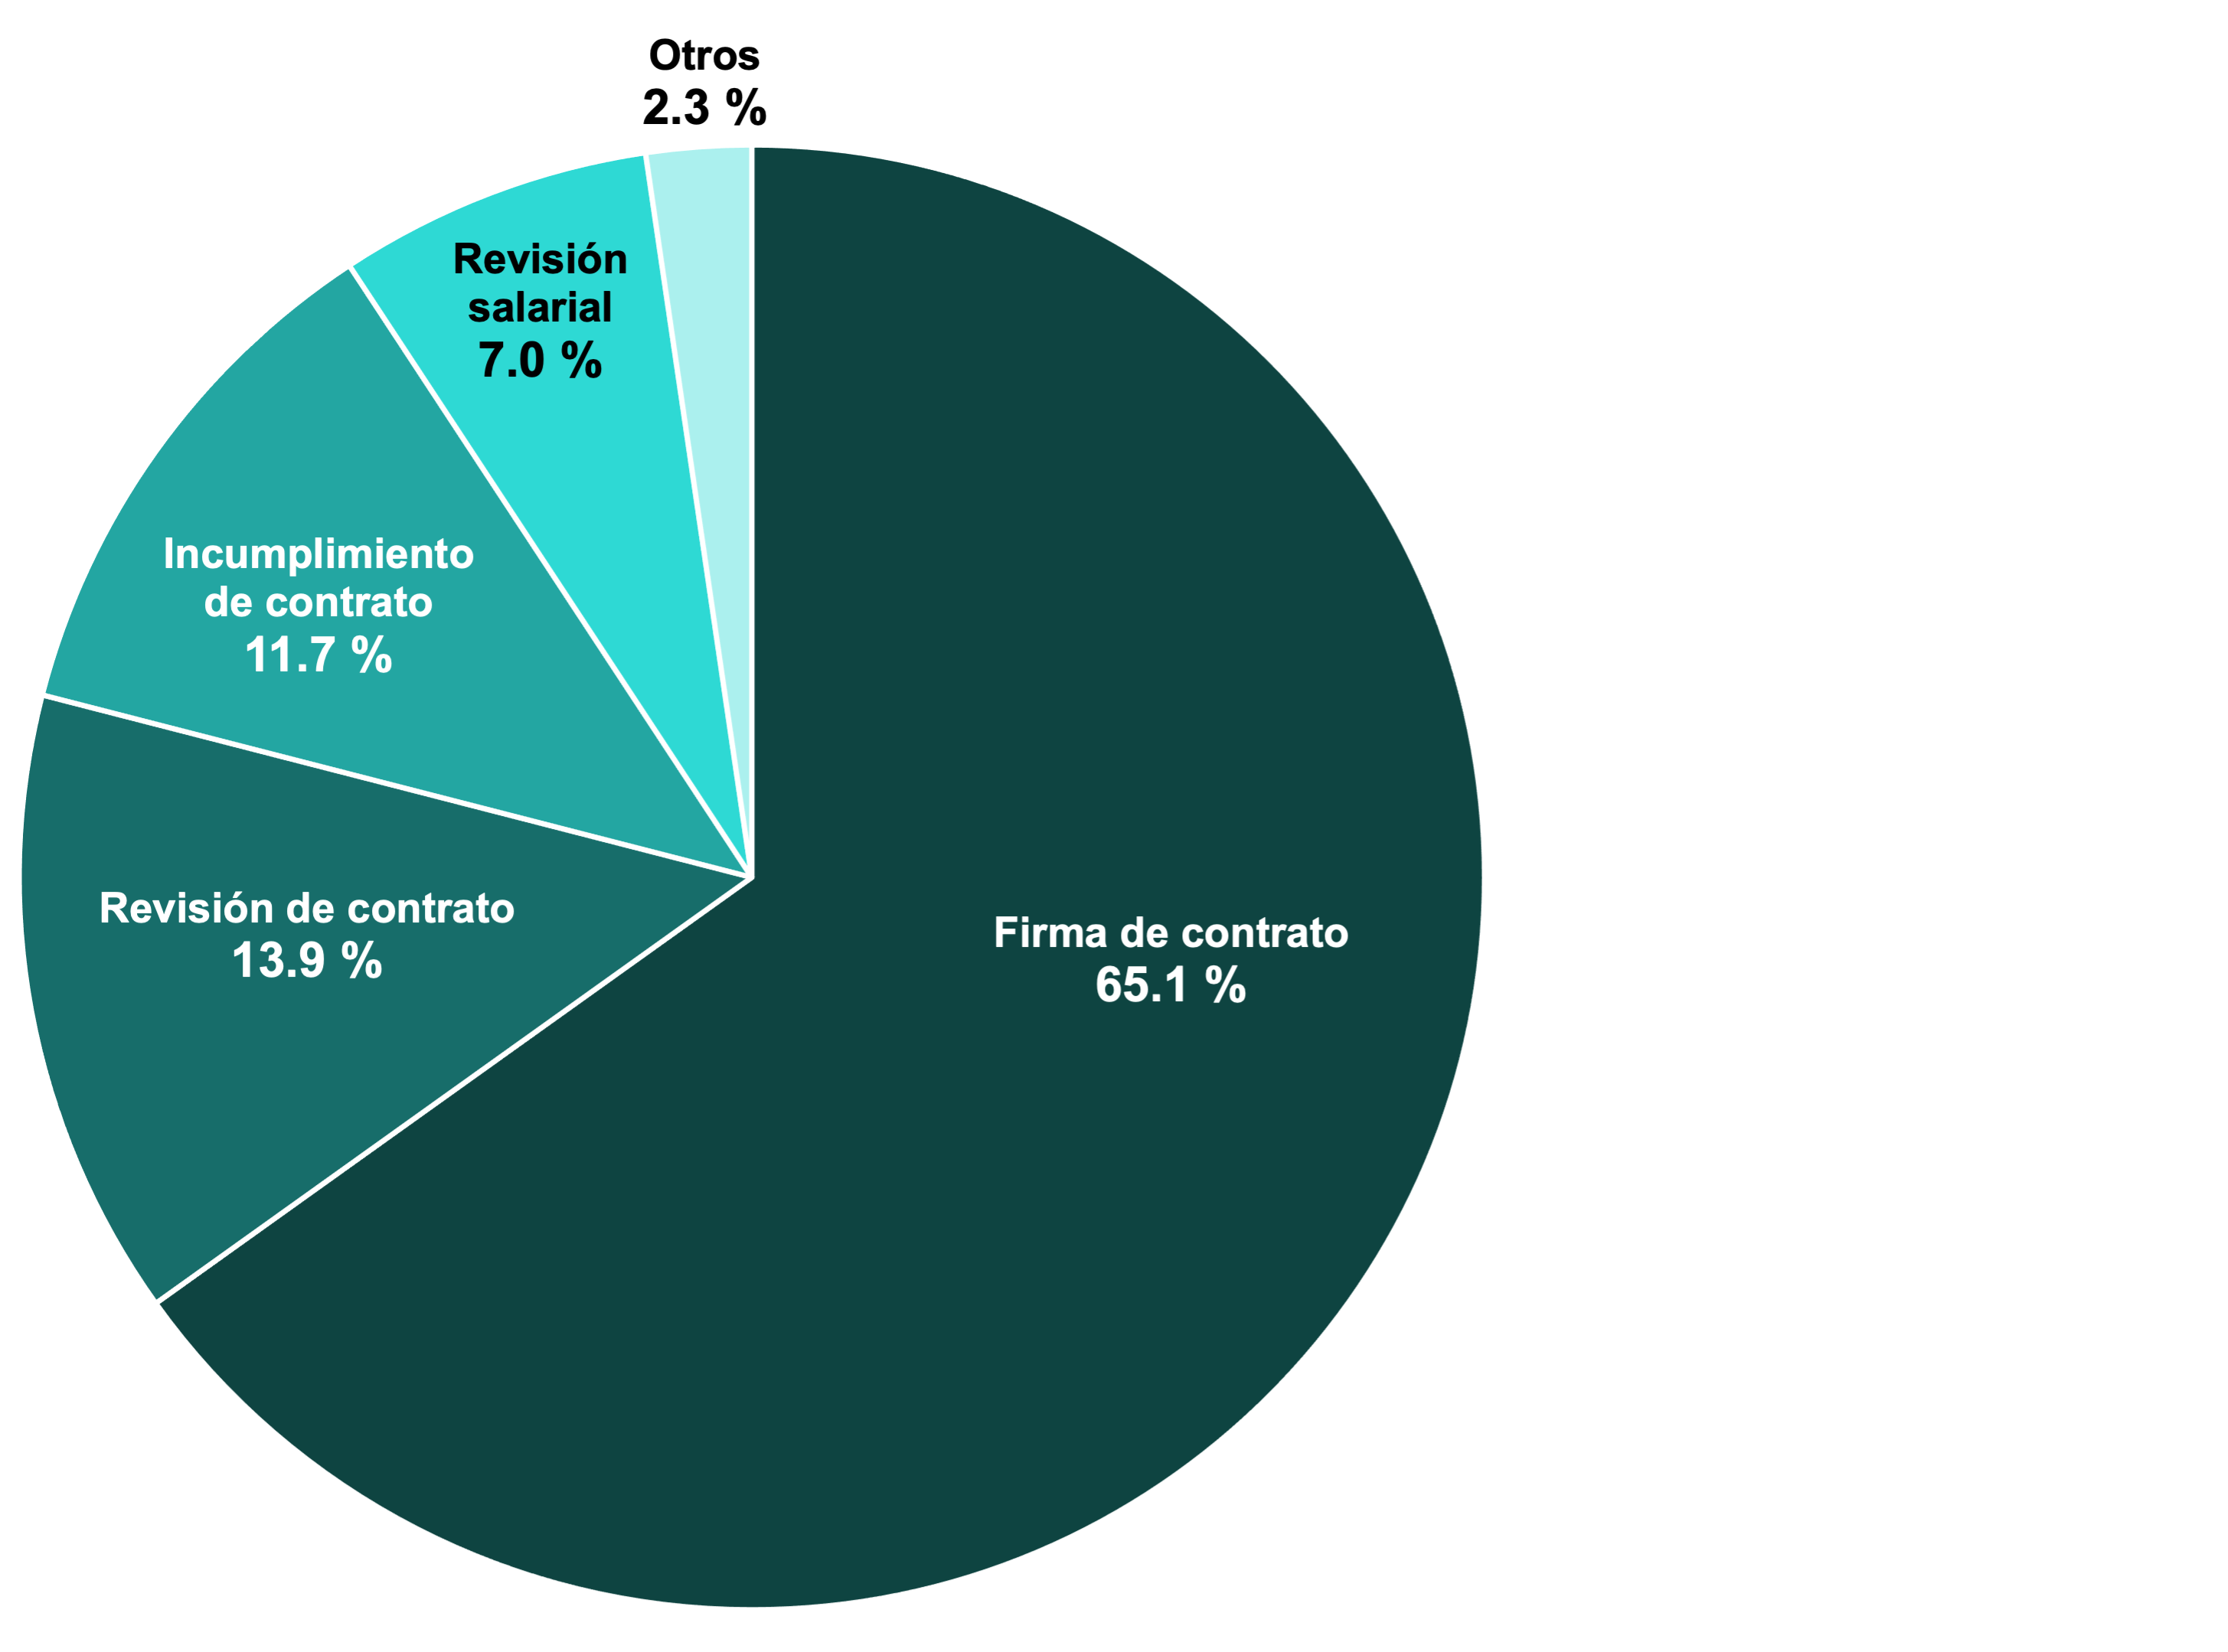 Otros
2.3 %
Revisión
salarial
7.0 %
Incumplimiento
de contrato
11.7 %
Revisión de contrato
13.9 %
Firma de contrato
65.1 %